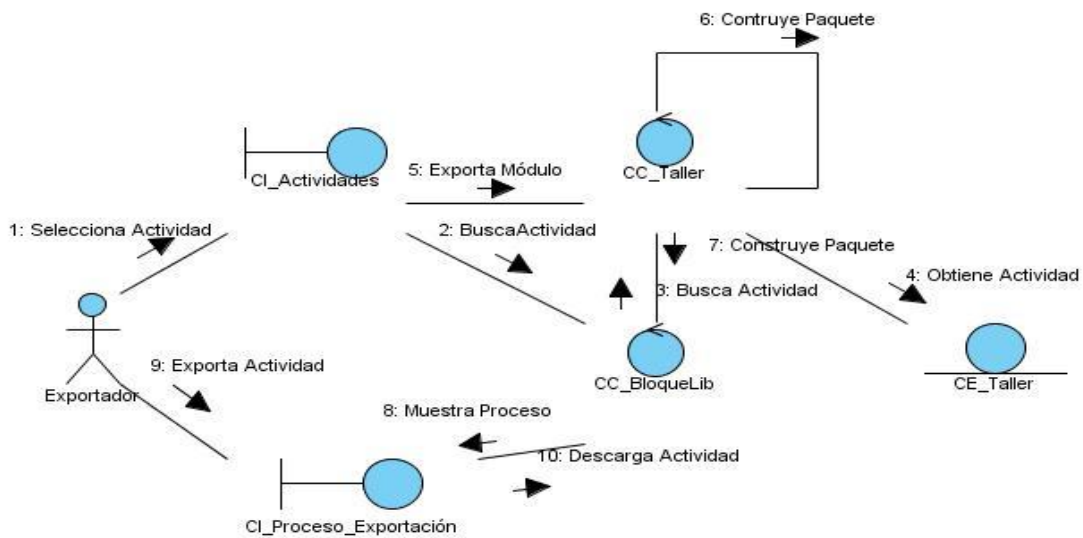 6: Contruye Paquete
CI_Actividades
5: Exporta Módulo
CC_Taller
1: Selecciona Actividad
2: BuscaActividad
7: Construye Paquete
4: Obtiene Actividad
3: Busca Actividad
Exportador
9: Exporta Actividad
CC_BloqueLib
CE_Taller
8: Muestra Proceso
10: Descarga Actividad
CI_Proceso_Exportación